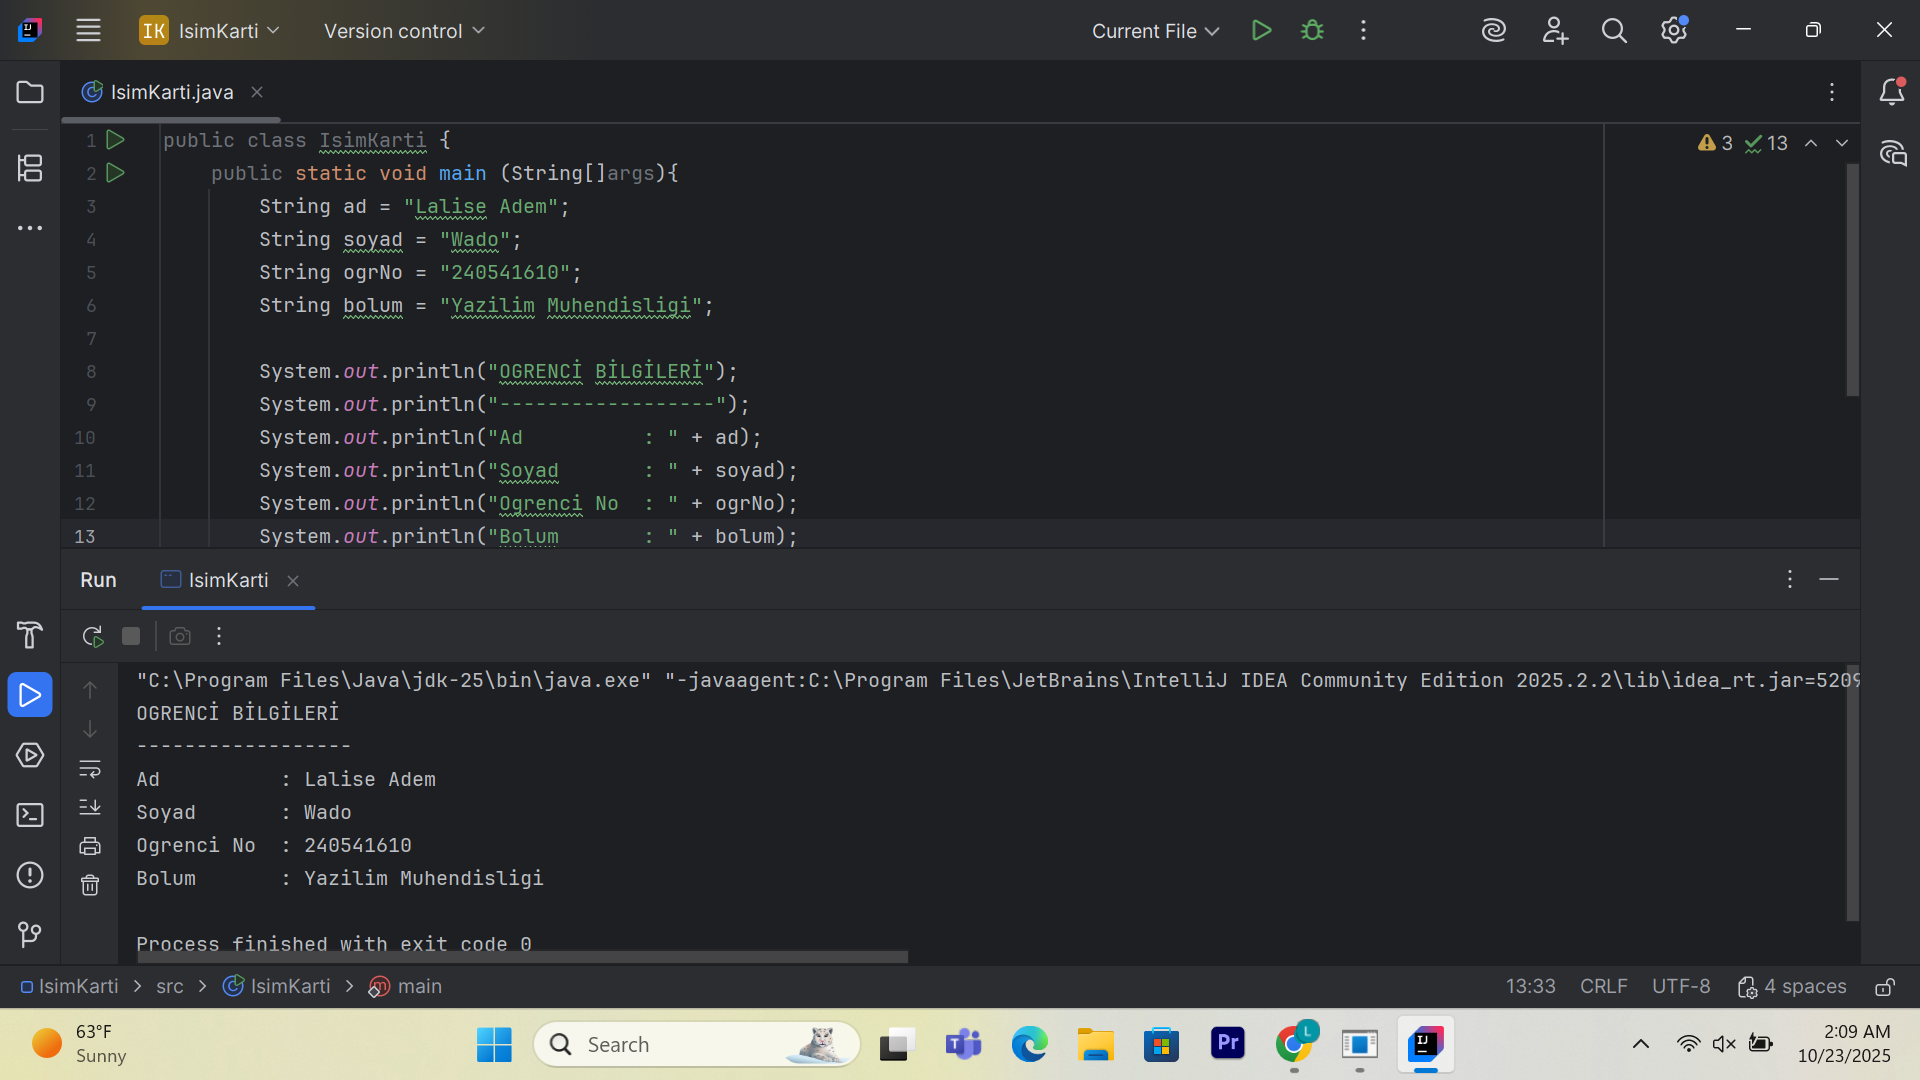 IK IsimKarti Version control Current File
IsimKarti.java
3 13
1 public class IsimKarti {
2 public static void main (String[]args){
3 String ad = "Lalise Adem";
4 String soyad = "Wado";
5 String ogrNo = "240541610";
6 String bolum = "Yazilim Muhendisligi";
7
8 System.out.println("OGRENCİ BİLGİLERİ");
9 System.out.println("------------------");
10 System.out.println("Ad          : " + ad);
11 System.out.println("Soyad       : " + soyad);
12 System.out.println("Ogrenci No  : " + ogrNo);
13 System.out.println("Bolum       : " + bolum);
Run IsimKarti
"C:\Program Files\Java\jdk-25\bin\java.exe" "-javaagent:C:\Program Files\JetBrains\IntelliJ IDEA Community Edition 2025.2.2\lib\idea_rt.jar=5209
OGRENCİ BİLGİLERİ
------------------
Ad          : Lalise Adem
Soyad       : Wado
Ogrenci No  : 240541610
Bolum       : Yazilim Muhendisligi
Process finished with exit code 0
IsimKarti > src > IsimKarti > main 13:33 CRLF UTF-8 4 spaces
63°F
Sunny
Search
Pr
L
2:09 AM
10/23/2025